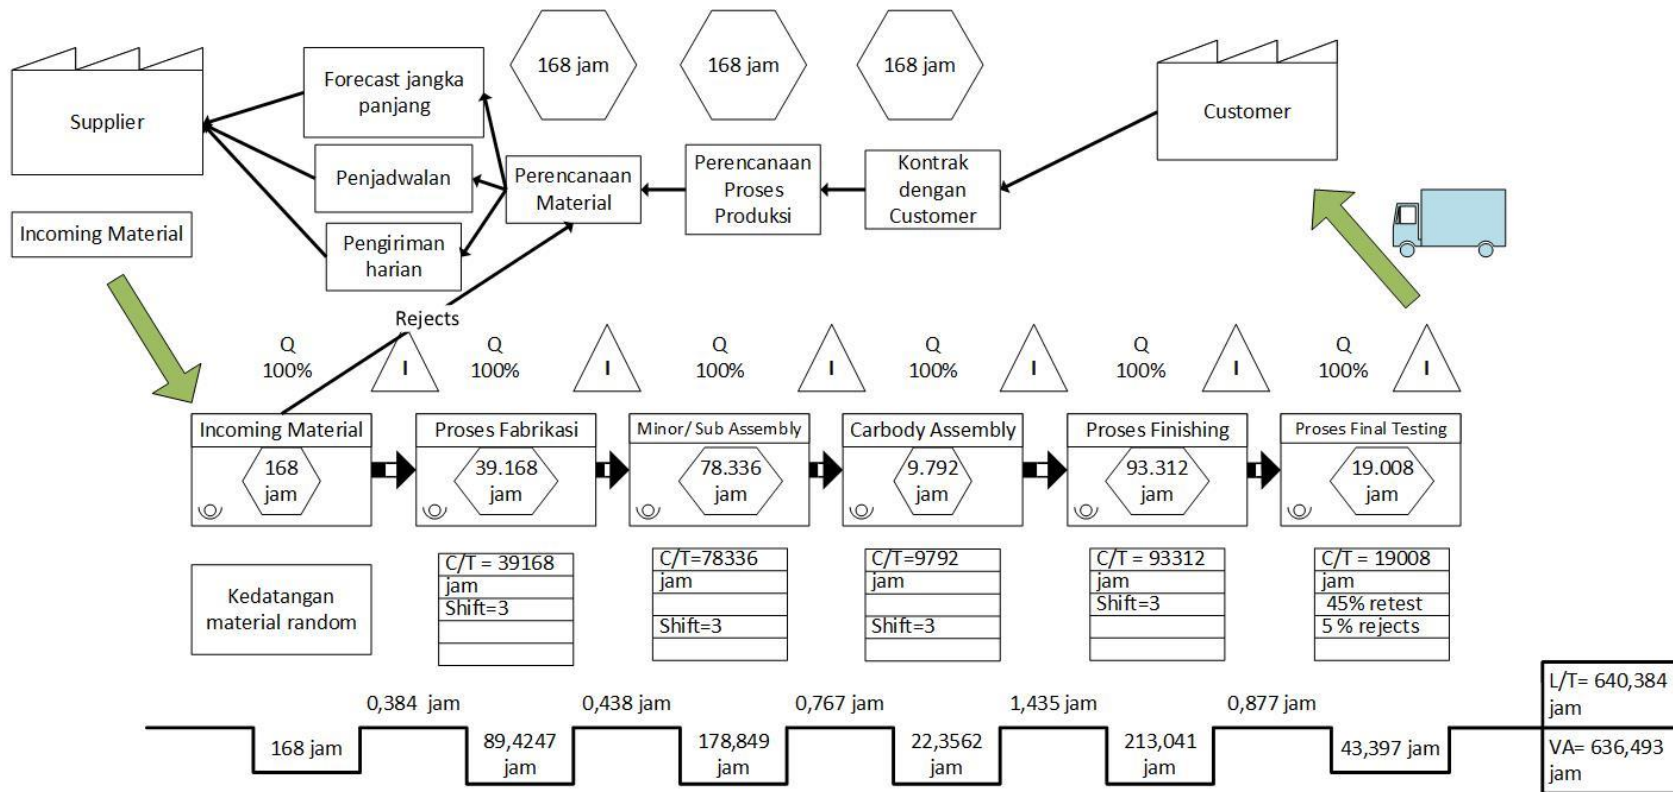 168 jam
168 jam
168 jam
Supplier
Forecast jangka
panjang
Penjadwalan
Pengiriman
harian
Perencanaan
Material
Perencanaan
Proses
Produksi
Kontrak
dengan
Customer
Customer
Incoming Material
Rejects
Q
100%
I
Q
100%
I
Q
100%
I
Q
100%
I
Q
100%
I
Q
100%
I
Incoming Material
168
jam
Proses Fabrikasi
39.168
jam
Minor/ Sub Assembly
78.336
jam
Carbody Assembly
9.792
jam
Proses Finishing
93.312
jam
Proses Final Testing
19.008
jam
Kedatangan
material random
C/T = 39168
jam
Shift=3
C/T=78336
jam
Shift=3
C/T=9792
jam
Shift=3
C/T = 93312
jam
Shift=3
C/T = 19008
jam
45% retest
5 % rejects
0,384 jam
0,438 jam
0,767 jam
1,435 jam
0,877 jam
168 jam
89,4247
jam
178,849
jam
22,3562
jam
213,041
jam
43,397 jam
L/T= 640,384
jam
VA= 636,493
jam